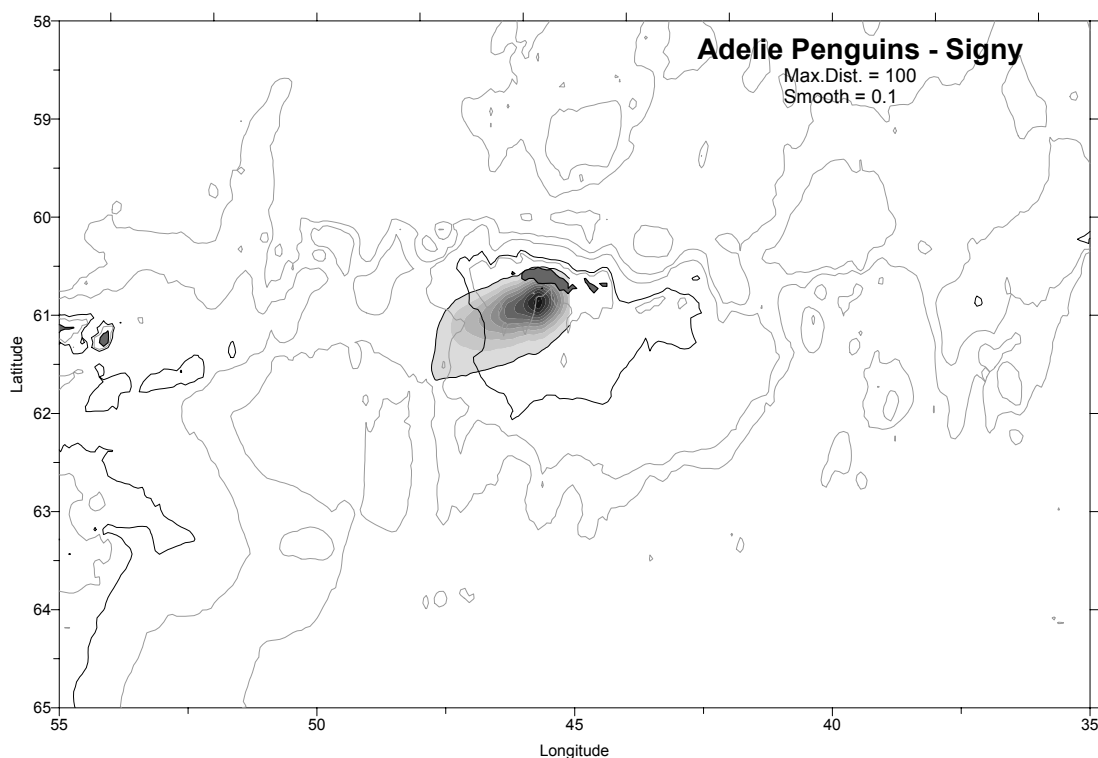 Adelie Penguins - Signy
Max.Dist. = 100
Smooth = 0.1
58
59
60
61
62
63
64
65
Latitude
55
50
45
40
35
Longitude